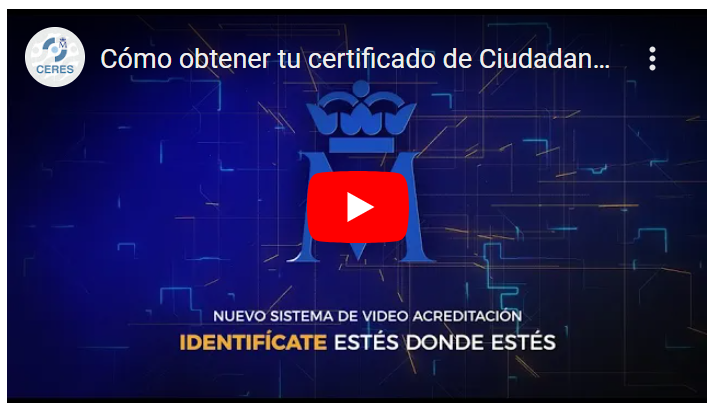 CERES
Cómo obtener tu certificado de Ciudadan...
M
NUEVO SISTEMA DE VIDEO ACREDITACIÓN
IDENTIFÍCATE ESTÉS DONDE ESTÉS